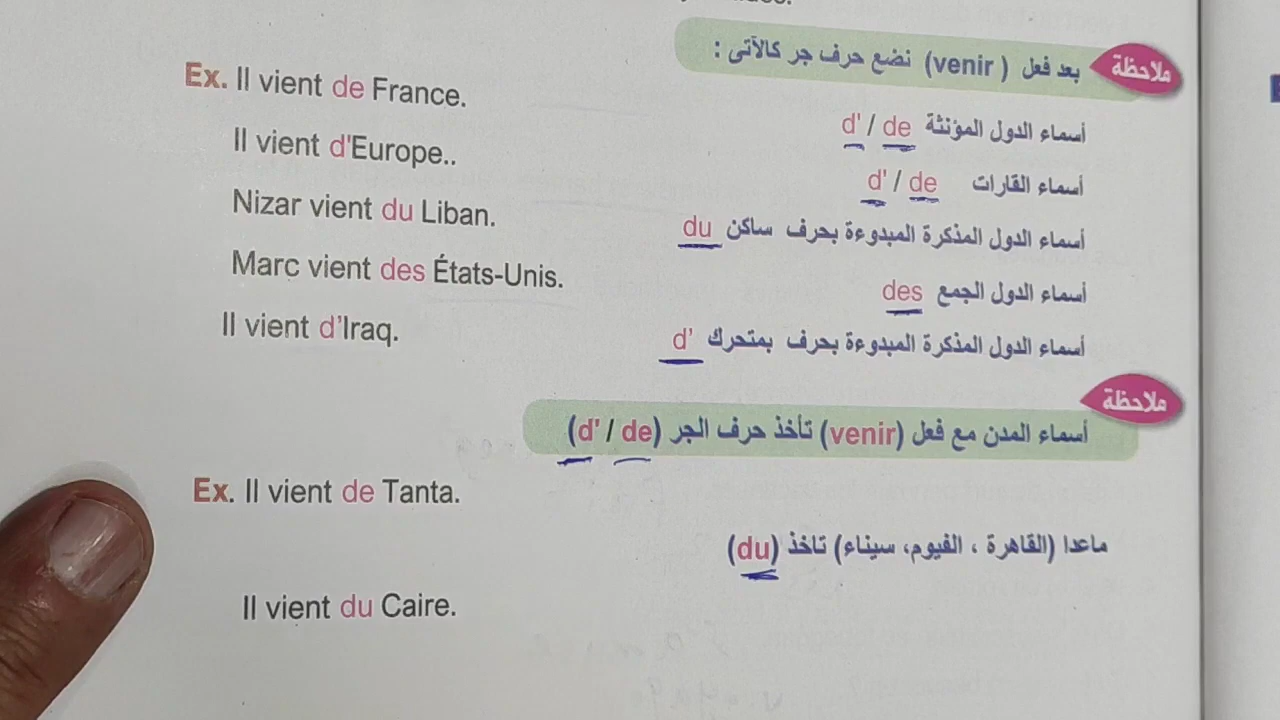 ملاحظة
بعد فعل (venir) نضع حرف جر كالآتى :
Ex. Il vient de France.
أسماء الدول المؤنثة d' / de
Il vient d'Europe..
أسماء القارات d' / de
Nizar vient du Liban.
أسماء الدول المذكرة المبدوءة بحرف ساكن du
Marc vient des États-Unis.
أسماء الدول الجمع des
Il vient d'Iraq.
أسماء الدول المذكرة المبدوءة بحرف بمتحرك d'
ملاحظة
أسماء المدن مع فعل (venir) تأخذ حرف الجر (d' / de)
Ex. Il vient de Tanta.
ماعدا (القاهرة ، الفيوم، سيناء) تاخذ (du)
Il vient du Caire.